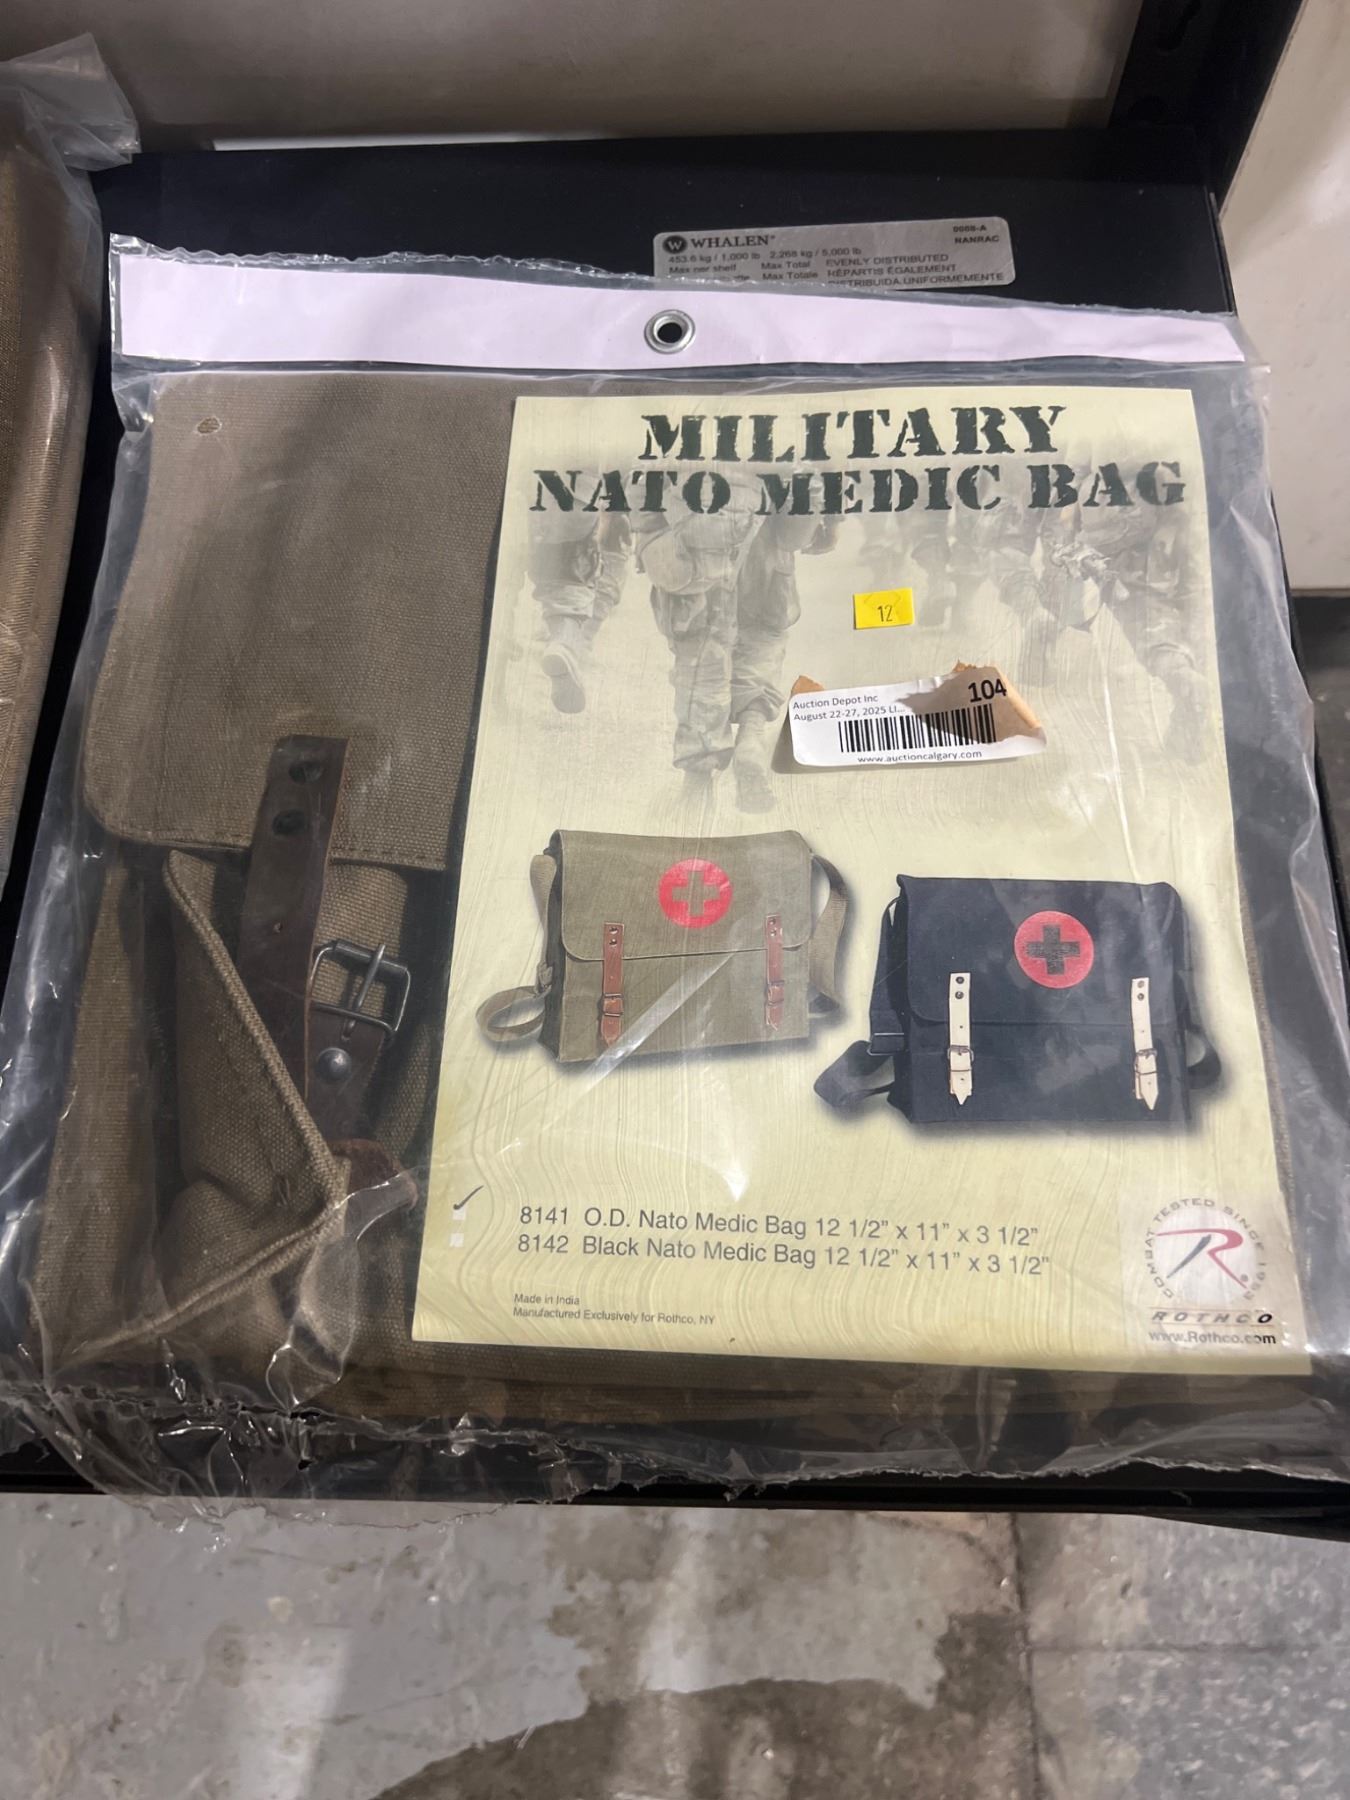 WHALEN®
0668-A
NANRAC
453.6 kg / 1,000 lb 2,268 kg / 5,000 lb
Max per shelf Max Total EVENLY DISTRIBUTED
Max Totale RÉPARTIS ÉGALEMENT
DISTRIBUIDA UNIFORMEMENTE
MILITARY
NATO MEDIC BAG
12
Auction Depot Inc
104
August 22-27, 2025 LI...
www.auctioncalgary.com
8141 O.D. Nato Medic Bag 12 1/2" x 11" x 3 1/2"
8142 Black Nato Medic Bag 12 1/2" x 11" x 3 1/2"
Made in India
Manufactured Exclusively for Rothco, NY
COMBAT TESTED SINCE 1953
R®
ROTHCO
www.Rothco.com